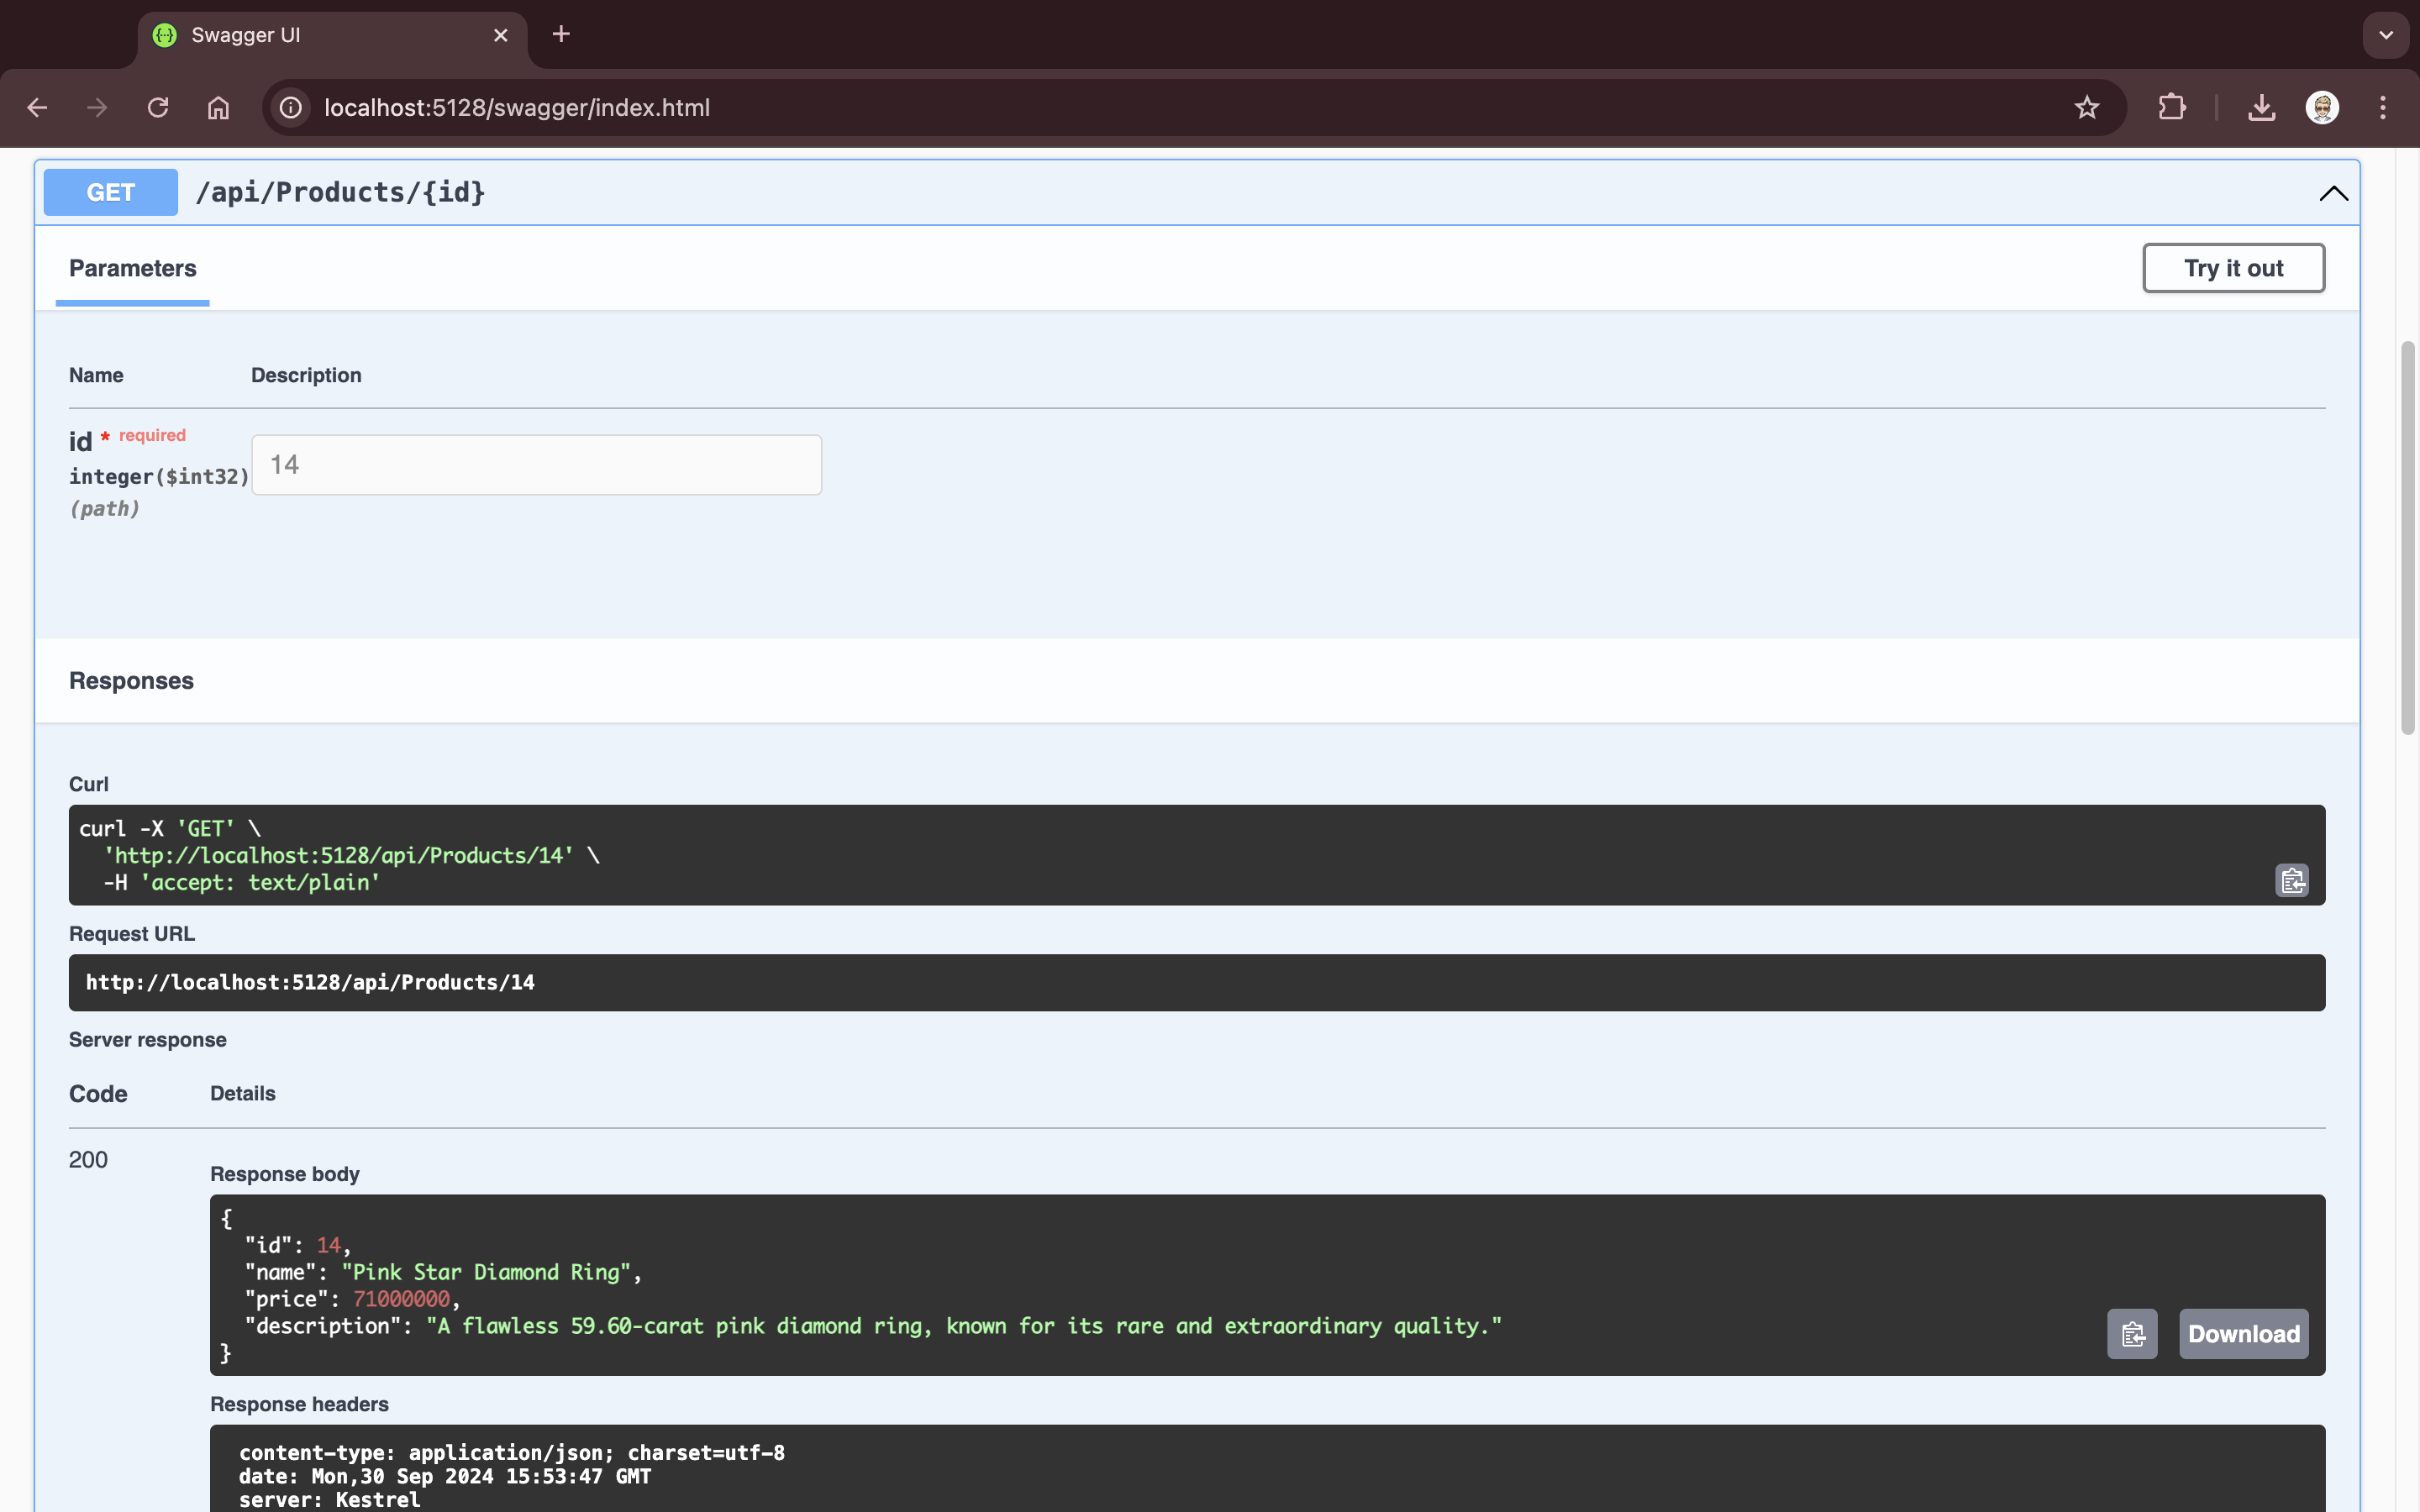 Swagger UI
localhost:5128/swagger/index.html
GET /api/Products/{id}
Parameters
Try it out
Name Description
id * required
integer($int32)
(path)
14
Responses
Curl
curl -X 'GET' \
'http://localhost:5128/api/Products/14' \
-H 'accept: text/plain'
Request URL
http://localhost:5128/api/Products/14
Server response
Code Details
200
Response body
{
"id": 14,
"name": "Pink Star Diamond Ring",
"price": 71000000,
"description": "A flawless 59.60-carat pink diamond ring, known for its rare and extraordinary quality."
}
Download
Response headers
content-type: application/json; charset=utf-8
date: Mon,30 Sep 2024 15:53:47 GMT
server: Kestrel